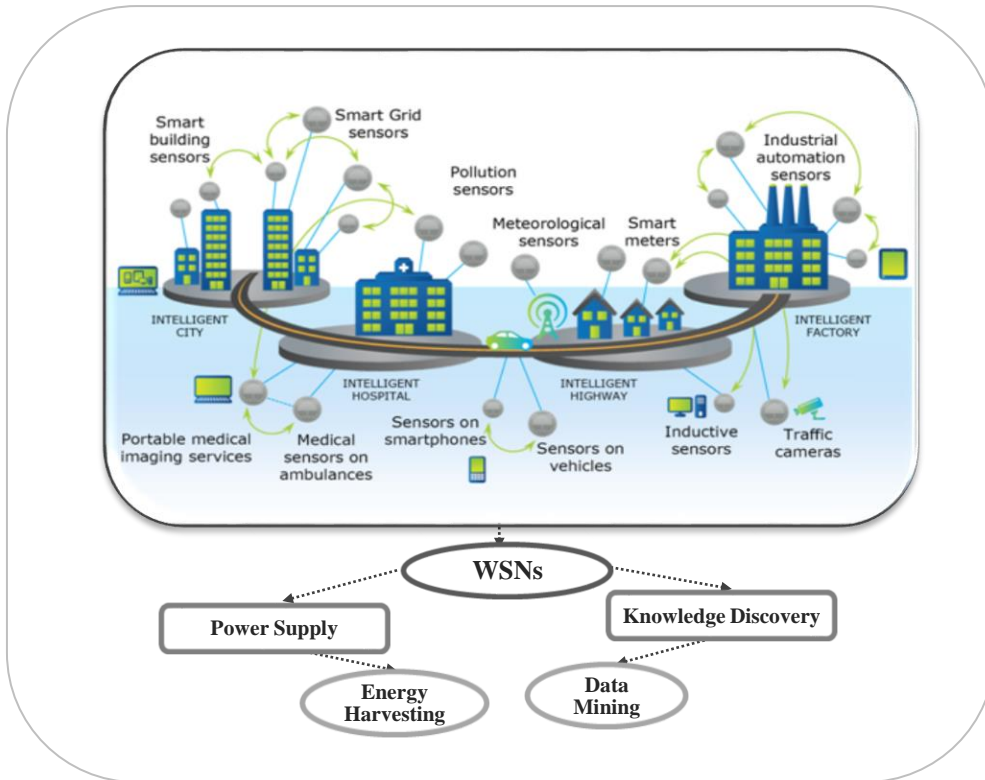 Smart
building
sensors
Smart Grid
sensors
Pollution
sensors
Meteorological
sensors
Smart
meters
Industrial
automation
sensors
INTELLIGENT
CITY
INTELLIGENT
HOSPITAL
INTELLIGENT
HIGHWAY
INTELLIGENT
FACTORY
Portable medical
imaging services
Medical
sensors on
ambulances
Sensors on
smartphones
Sensors on
vehicles
Inductive
sensors
Traffic
cameras
WSNs
Power Supply
Knowledge Discovery
Energy
Harvesting
Data
Mining